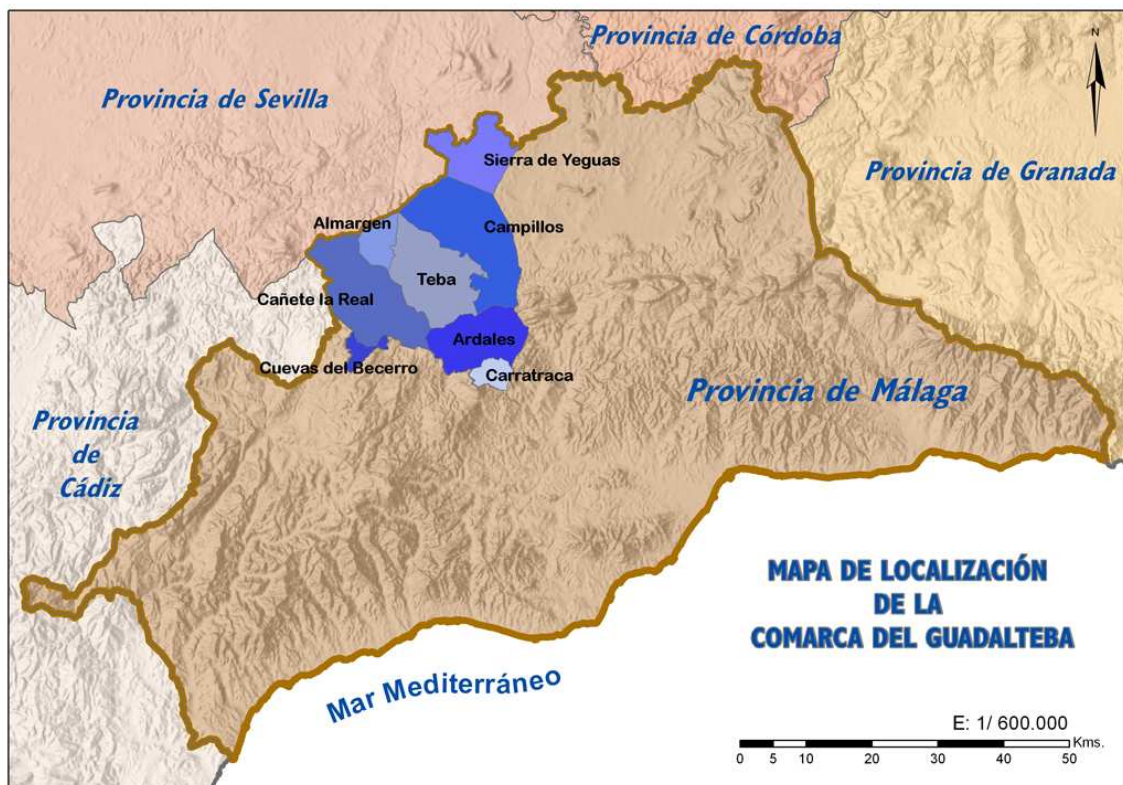 Provincia de Córdoba
N
Provincia de Sevilla
Sierra de Yeguas
Provincia de Granada
Almargen
Campillos
Teba
Cañete la Real
Ardales
Cuevas del Becerro
Carratraca
Provincia de Málaga
Provincia
de
Cádiz
MAPA DE LOCALIZACIÓN
DE LA
COMARCA DEL GUADALTEBA
Mar Mediterráneo
E: 1/ 600.000
Kms.
0 5 10 20 30 40 50